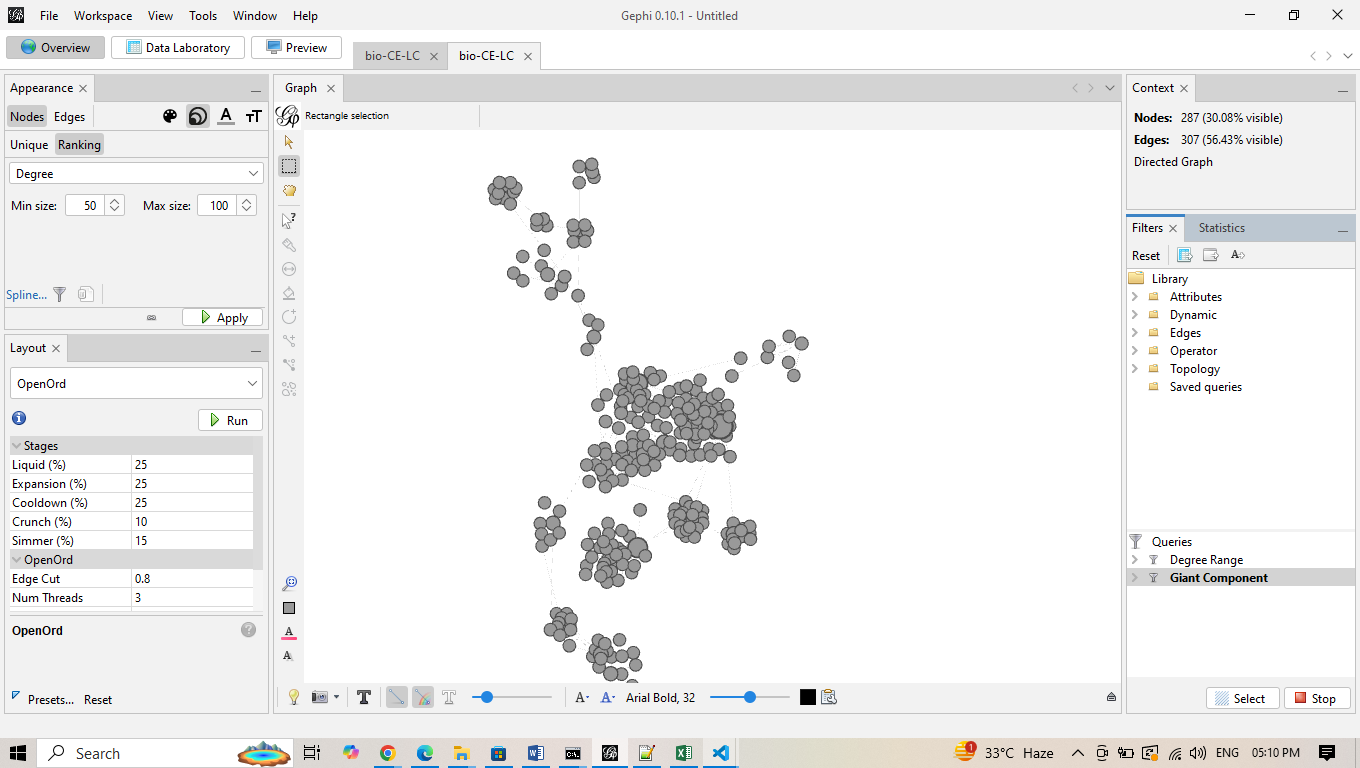 File Workspace View Tools Window Help
Gephi 0.10.1 - Untitled
Overview Data Laboratory Preview
bio-CE-LC bio-CE-LC
Appearance
Nodes Edges
Unique Ranking
Degree
Min size: 50 Max size: 100
Spline...
Apply
Layout
OpenOrd
Run
Stages
Liquid (%) 25
Expansion (%) 25
Cooldown (%) 25
Crunch (%) 10
Simmer (%) 15
OpenOrd
Edge Cut 0.8
Num Threads 3
OpenOrd
Presets... Reset
Graph
Rectangle selection
Arial Bold, 32
Context
Nodes: 287 (30.08% visible)
Edges: 307 (56.43% visible)
Directed Graph
Filters Statistics
Reset
Library
Attributes
Dynamic
Edges
Operator
Topology
Saved queries
Queries
Degree Range
Giant Component
Select Stop
Search
1
33°C Haze
ENG
05:10 PM